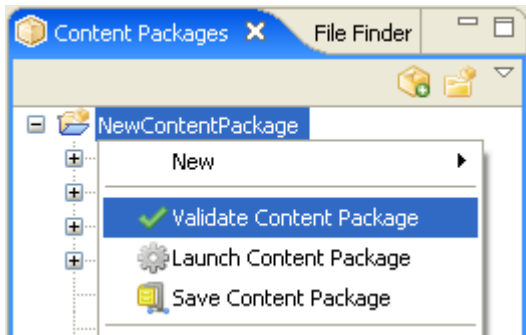 Content Packages File Finder
NewContentPackage
New
Validate Content Package
Launch Content Package
Save Content Package